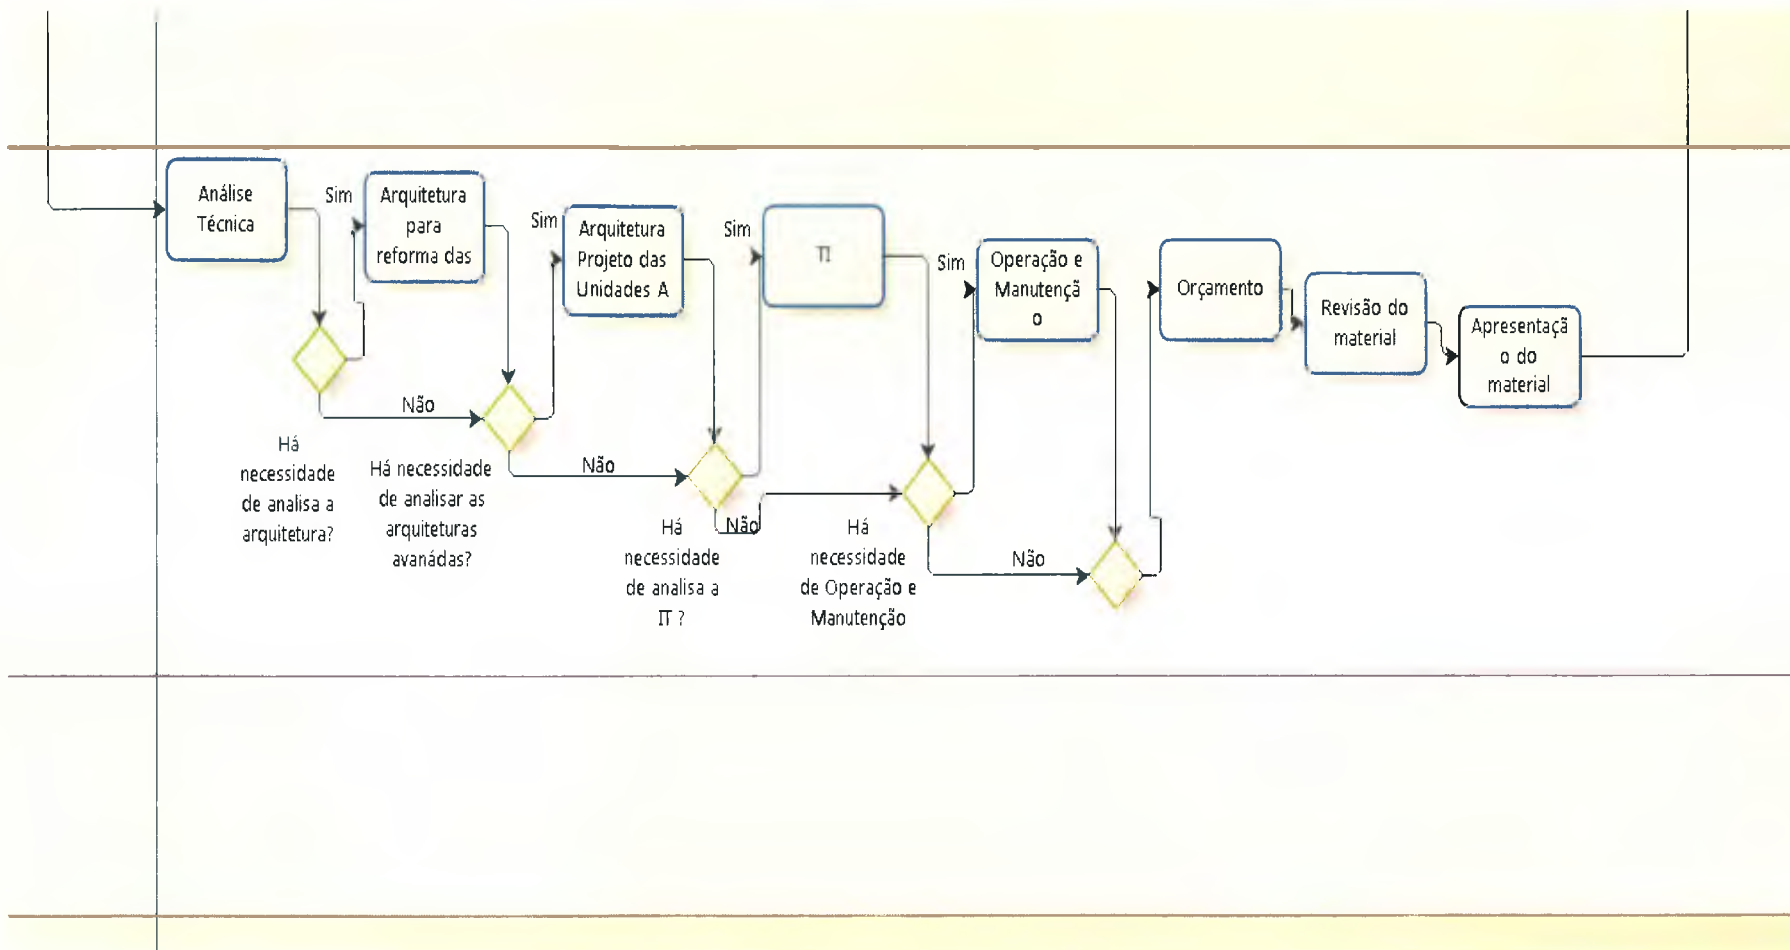 Análise
Técnica
Sim
Arquitetura
para
reforma das
Sim
Arquitetura
Projeto das
Unidades A
Sim
TI
Sim
Operação e
Manutençã
o
Orçamento
Revisão do
material
Apresentaçã
o do
material
Não
Há
necessidade
de analisa a
arquitetura?
Há necessidade
de analisar as
arquiteturas
avanádas?
Não
Há
necessidade
de analisa a
IT ?
Não
Há
necessidade
de Operação e
Manutenção
Não